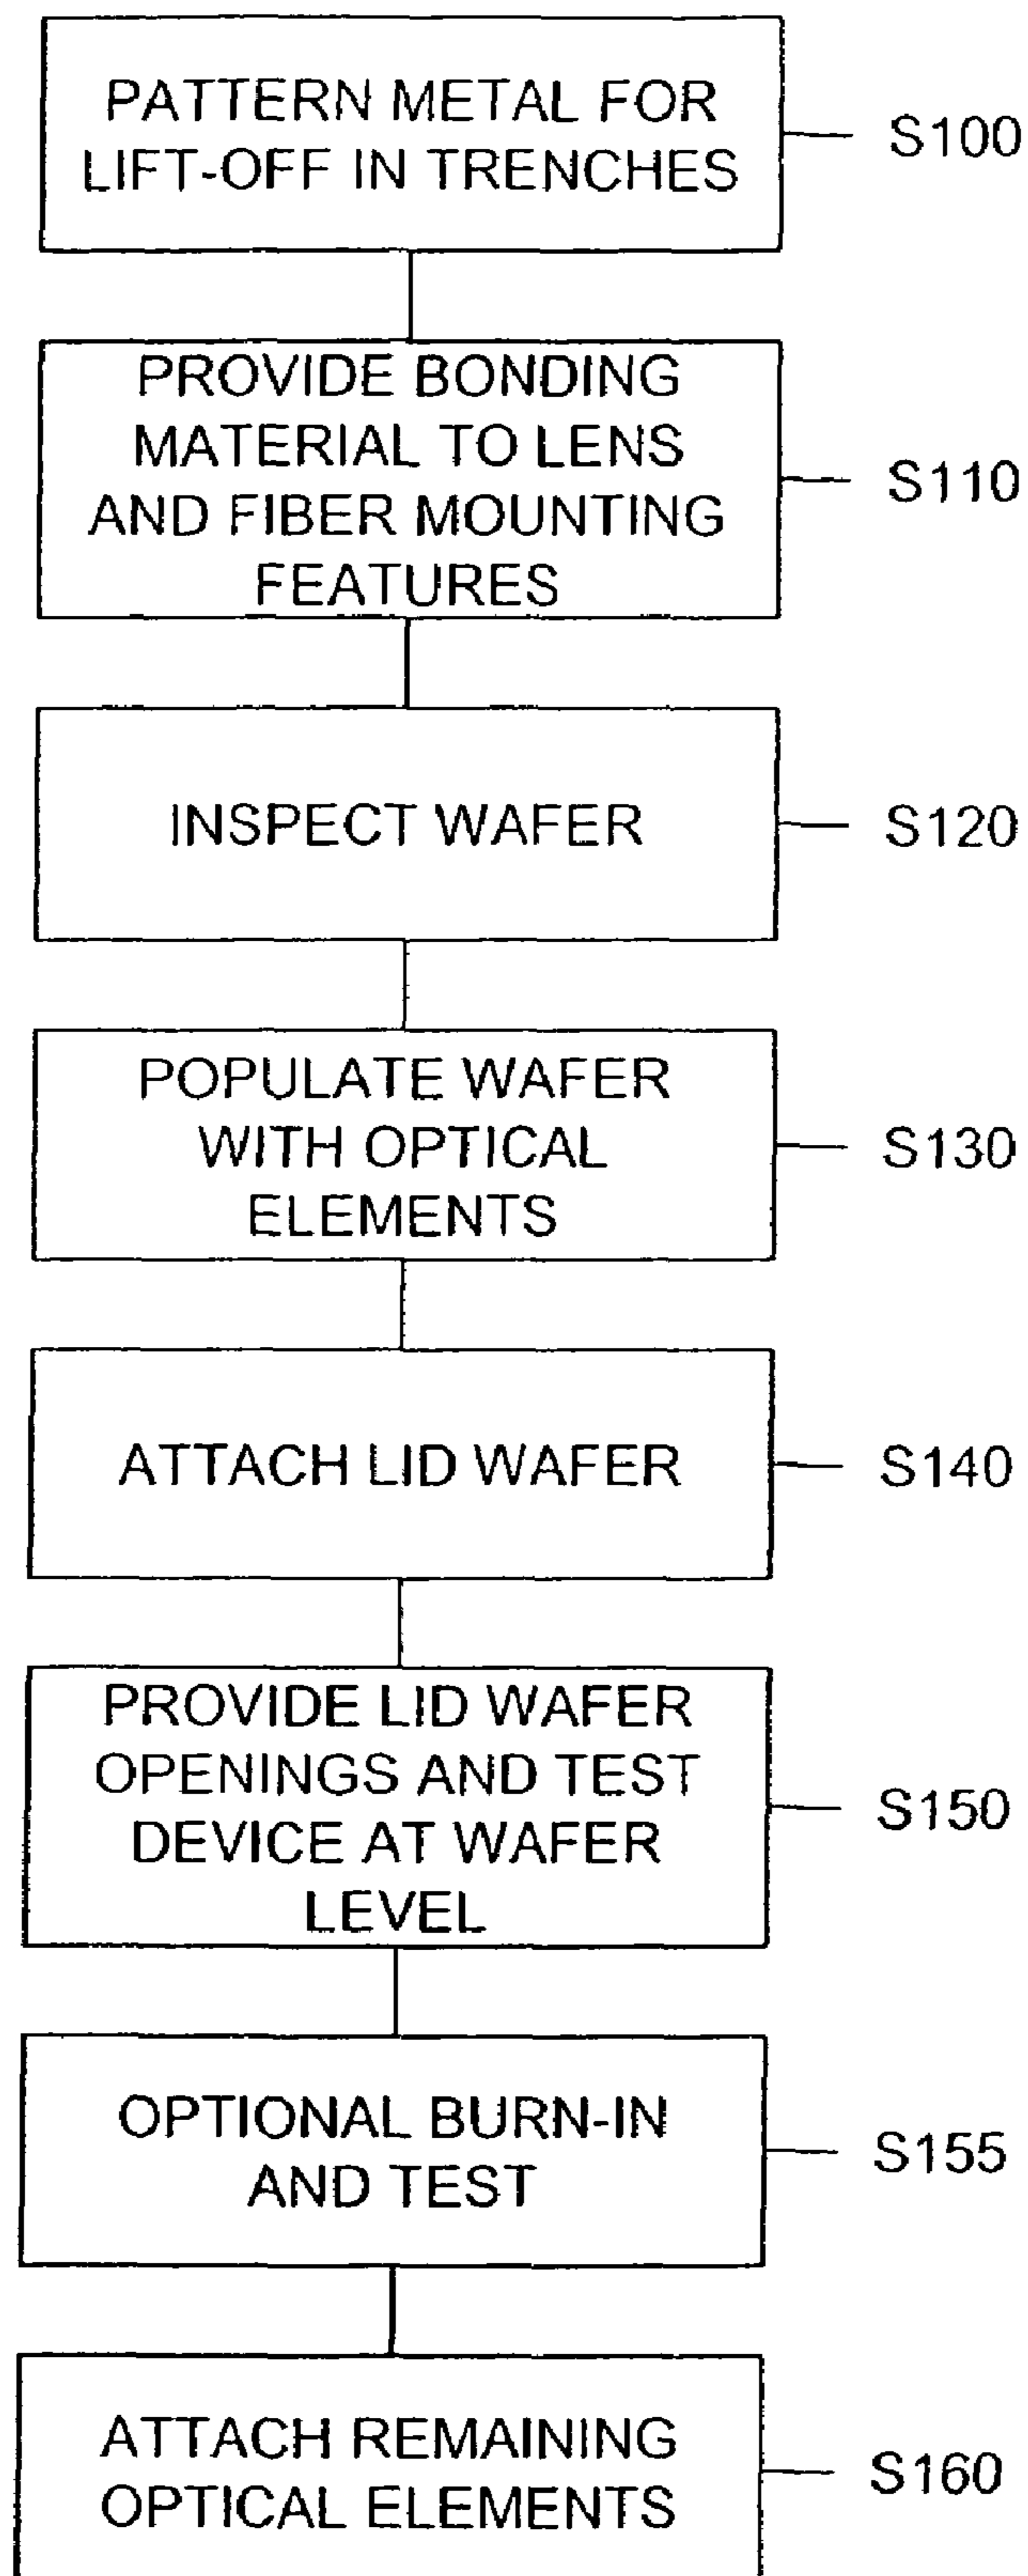 PATTERN METAL FOR
LIFT-OFF IN TRENCHES
S100
PROVIDE BONDING
MATERIAL TO LENS
AND FIBER MOUNTING
FEATURES
S110
INSPECT WAFER
S120
POPULATE WAFER
WITH OPTICAL
ELEMENTS
S130
ATTACH LID WAFER
S140
PROVIDE LID WAFER
OPENINGS AND TEST
DEVICE AT WAFER
LEVEL
S150
OPTIONAL BURN-IN
AND TEST
S155
ATTACH REMAINING
OPTICAL ELEMENTS
S160